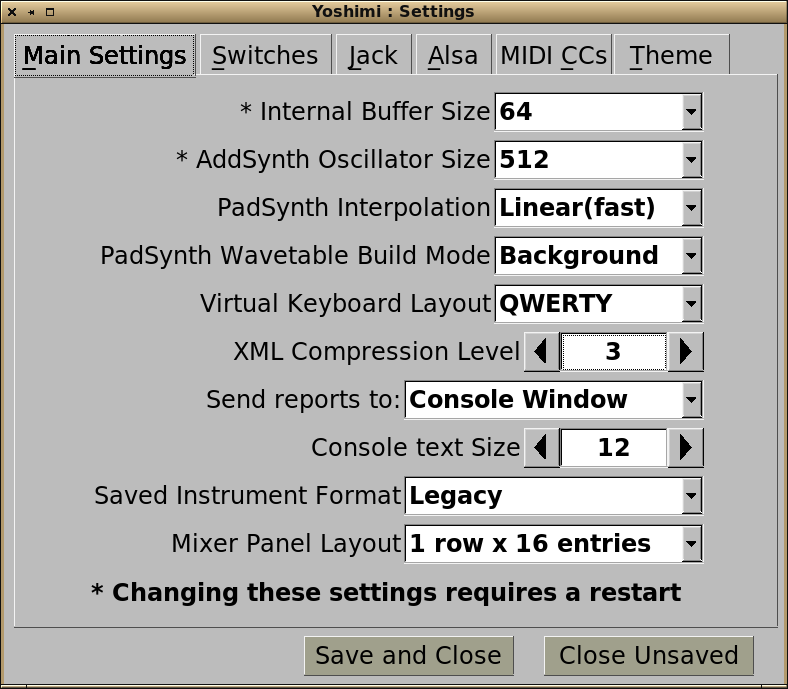 Yoshimi : Settings
Main Settings Switches Jack Alsa MIDI CCs Theme
* Internal Buffer Size 64
* AddSynth Oscillator Size 512
PadSynth Interpolation Linear(fast)
PadSynth Wavetable Build Mode Background
Virtual Keyboard Layout QWERTY
XML Compression Level 3
Send reports to: Console Window
Console text Size 12
Saved Instrument Format Legacy
Mixer Panel Layout 1 row x 16 entries
* Changing these settings requires a restart
Save and Close Close Unsaved